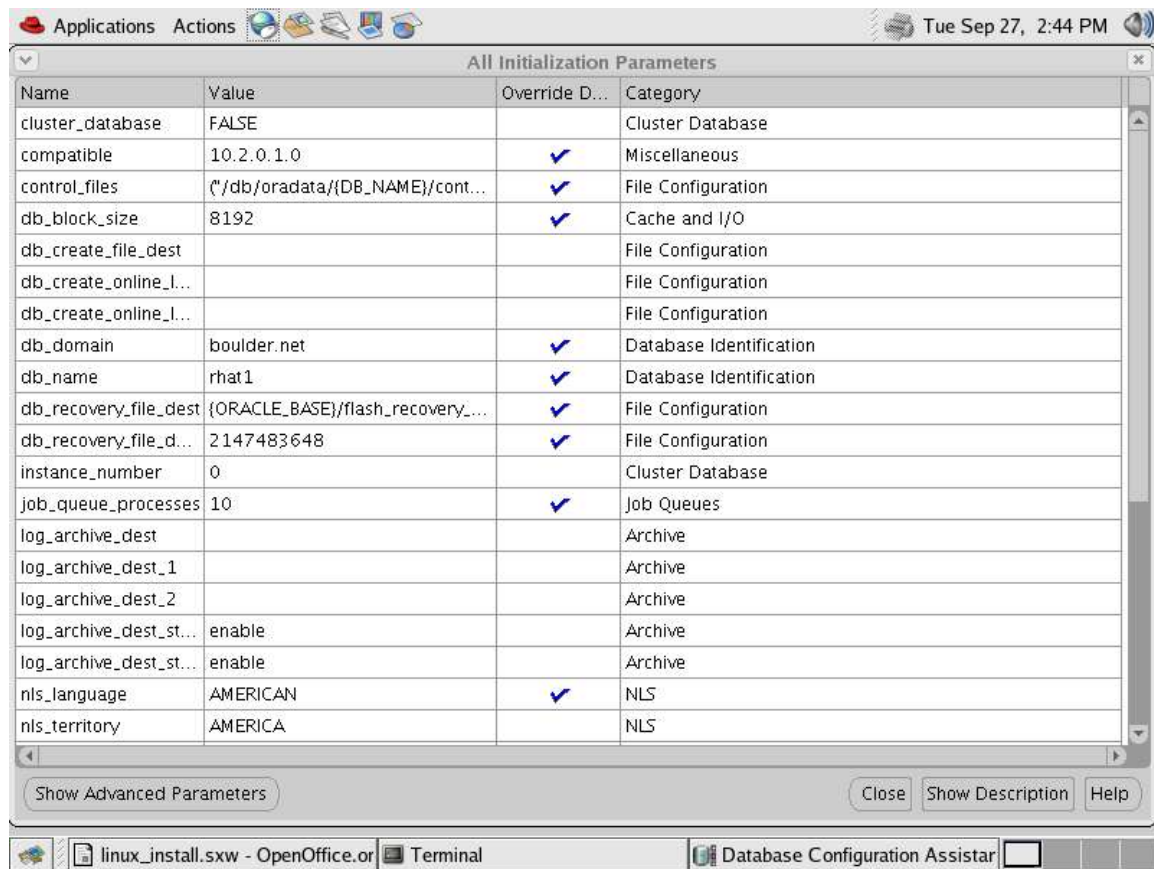 Applications Actions Tue Sep 27, 2:44 PM
All Initialization Parameters
Name Value Override D... Category
cluster_database FALSE Cluster Database
compatible 10.2.0.1.0 Miscellaneous
control_files ("/db/oradata/{DB_NAME}/cont... File Configuration
db_block_size 8192 Cache and I/O
db_create_file_dest File Configuration
db_create_online_l... File Configuration
db_create_online_l... File Configuration
db_domain boulder.net Database Identification
db_name rhat1 Database Identification
db_recovery_file_dest {ORACLE_BASE}/flash_recovery_... File Configuration
db_recovery_file_d... 2147483648 File Configuration
instance_number 0 Cluster Database
job_queue_processes 10 Job Queues
log_archive_dest Archive
log_archive_dest_1 Archive
log_archive_dest_2 Archive
log_archive_dest_st... enable Archive
log_archive_dest_st... enable Archive
nls_language AMERICAN NLS
nls_territory AMERICA NLS
Show Advanced Parameters Close Show Description Help
linux_install.sxw - OpenOffice.or Terminal Database Configuration Assistar